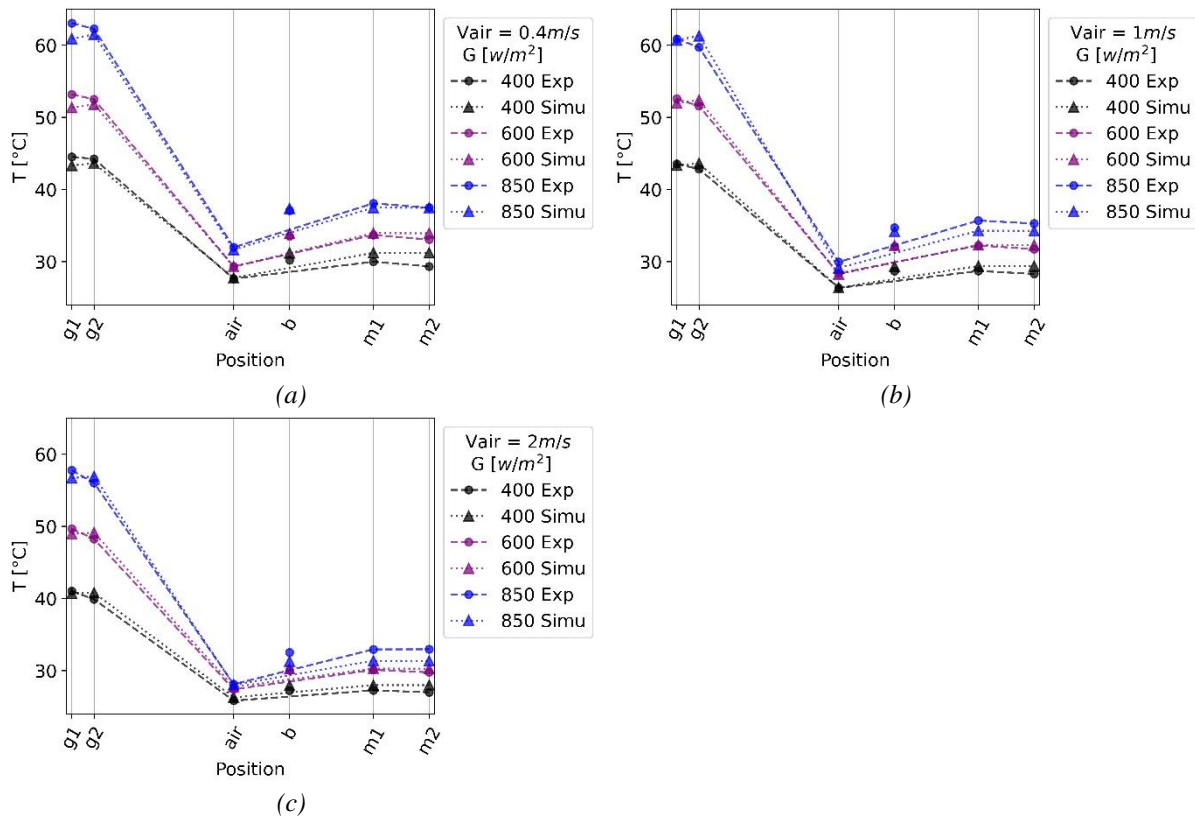 60
50
40
30
T [°C]
g1
g2
air
b
m1
m2
Position
Vair = 0.4m/s
G [w/m²]
400 Exp
400 Simu
600 Exp
600 Simu
850 Exp
850 Simu
(a)
60
50
40
30
T [°C]
g1
g2
air
b
m1
m2
Position
Vair = 1m/s
G [w/m²]
400 Exp
400 Simu
600 Exp
600 Simu
850 Exp
850 Simu
(b)
60
50
40
30
T [°C]
g1
g2
air
b
m1
m2
Position
Vair = 2m/s
G [w/m²]
400 Exp
400 Simu
600 Exp
600 Simu
850 Exp
850 Simu
(c)